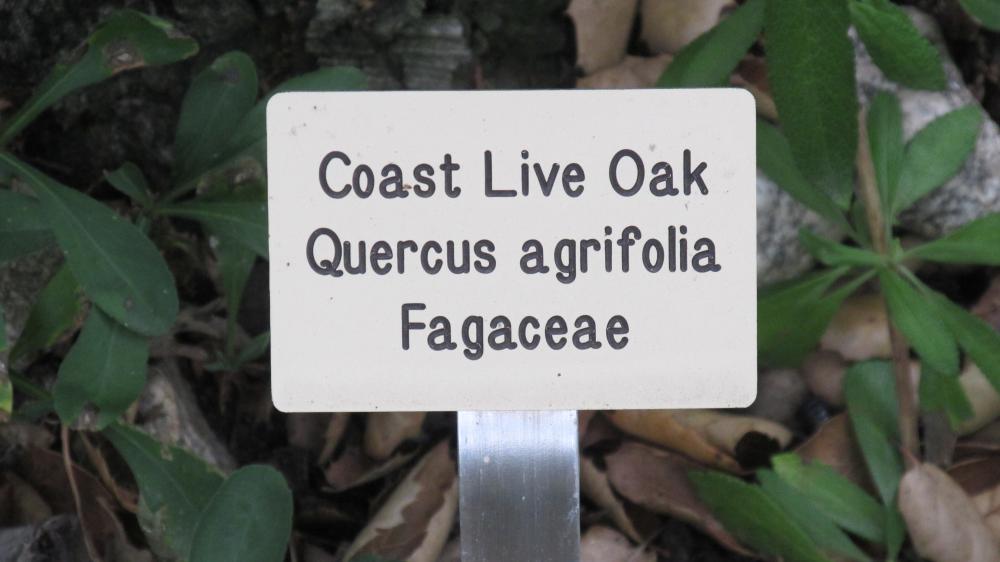 Coast Live Oak
Quercus agrifolia
Fagaceae